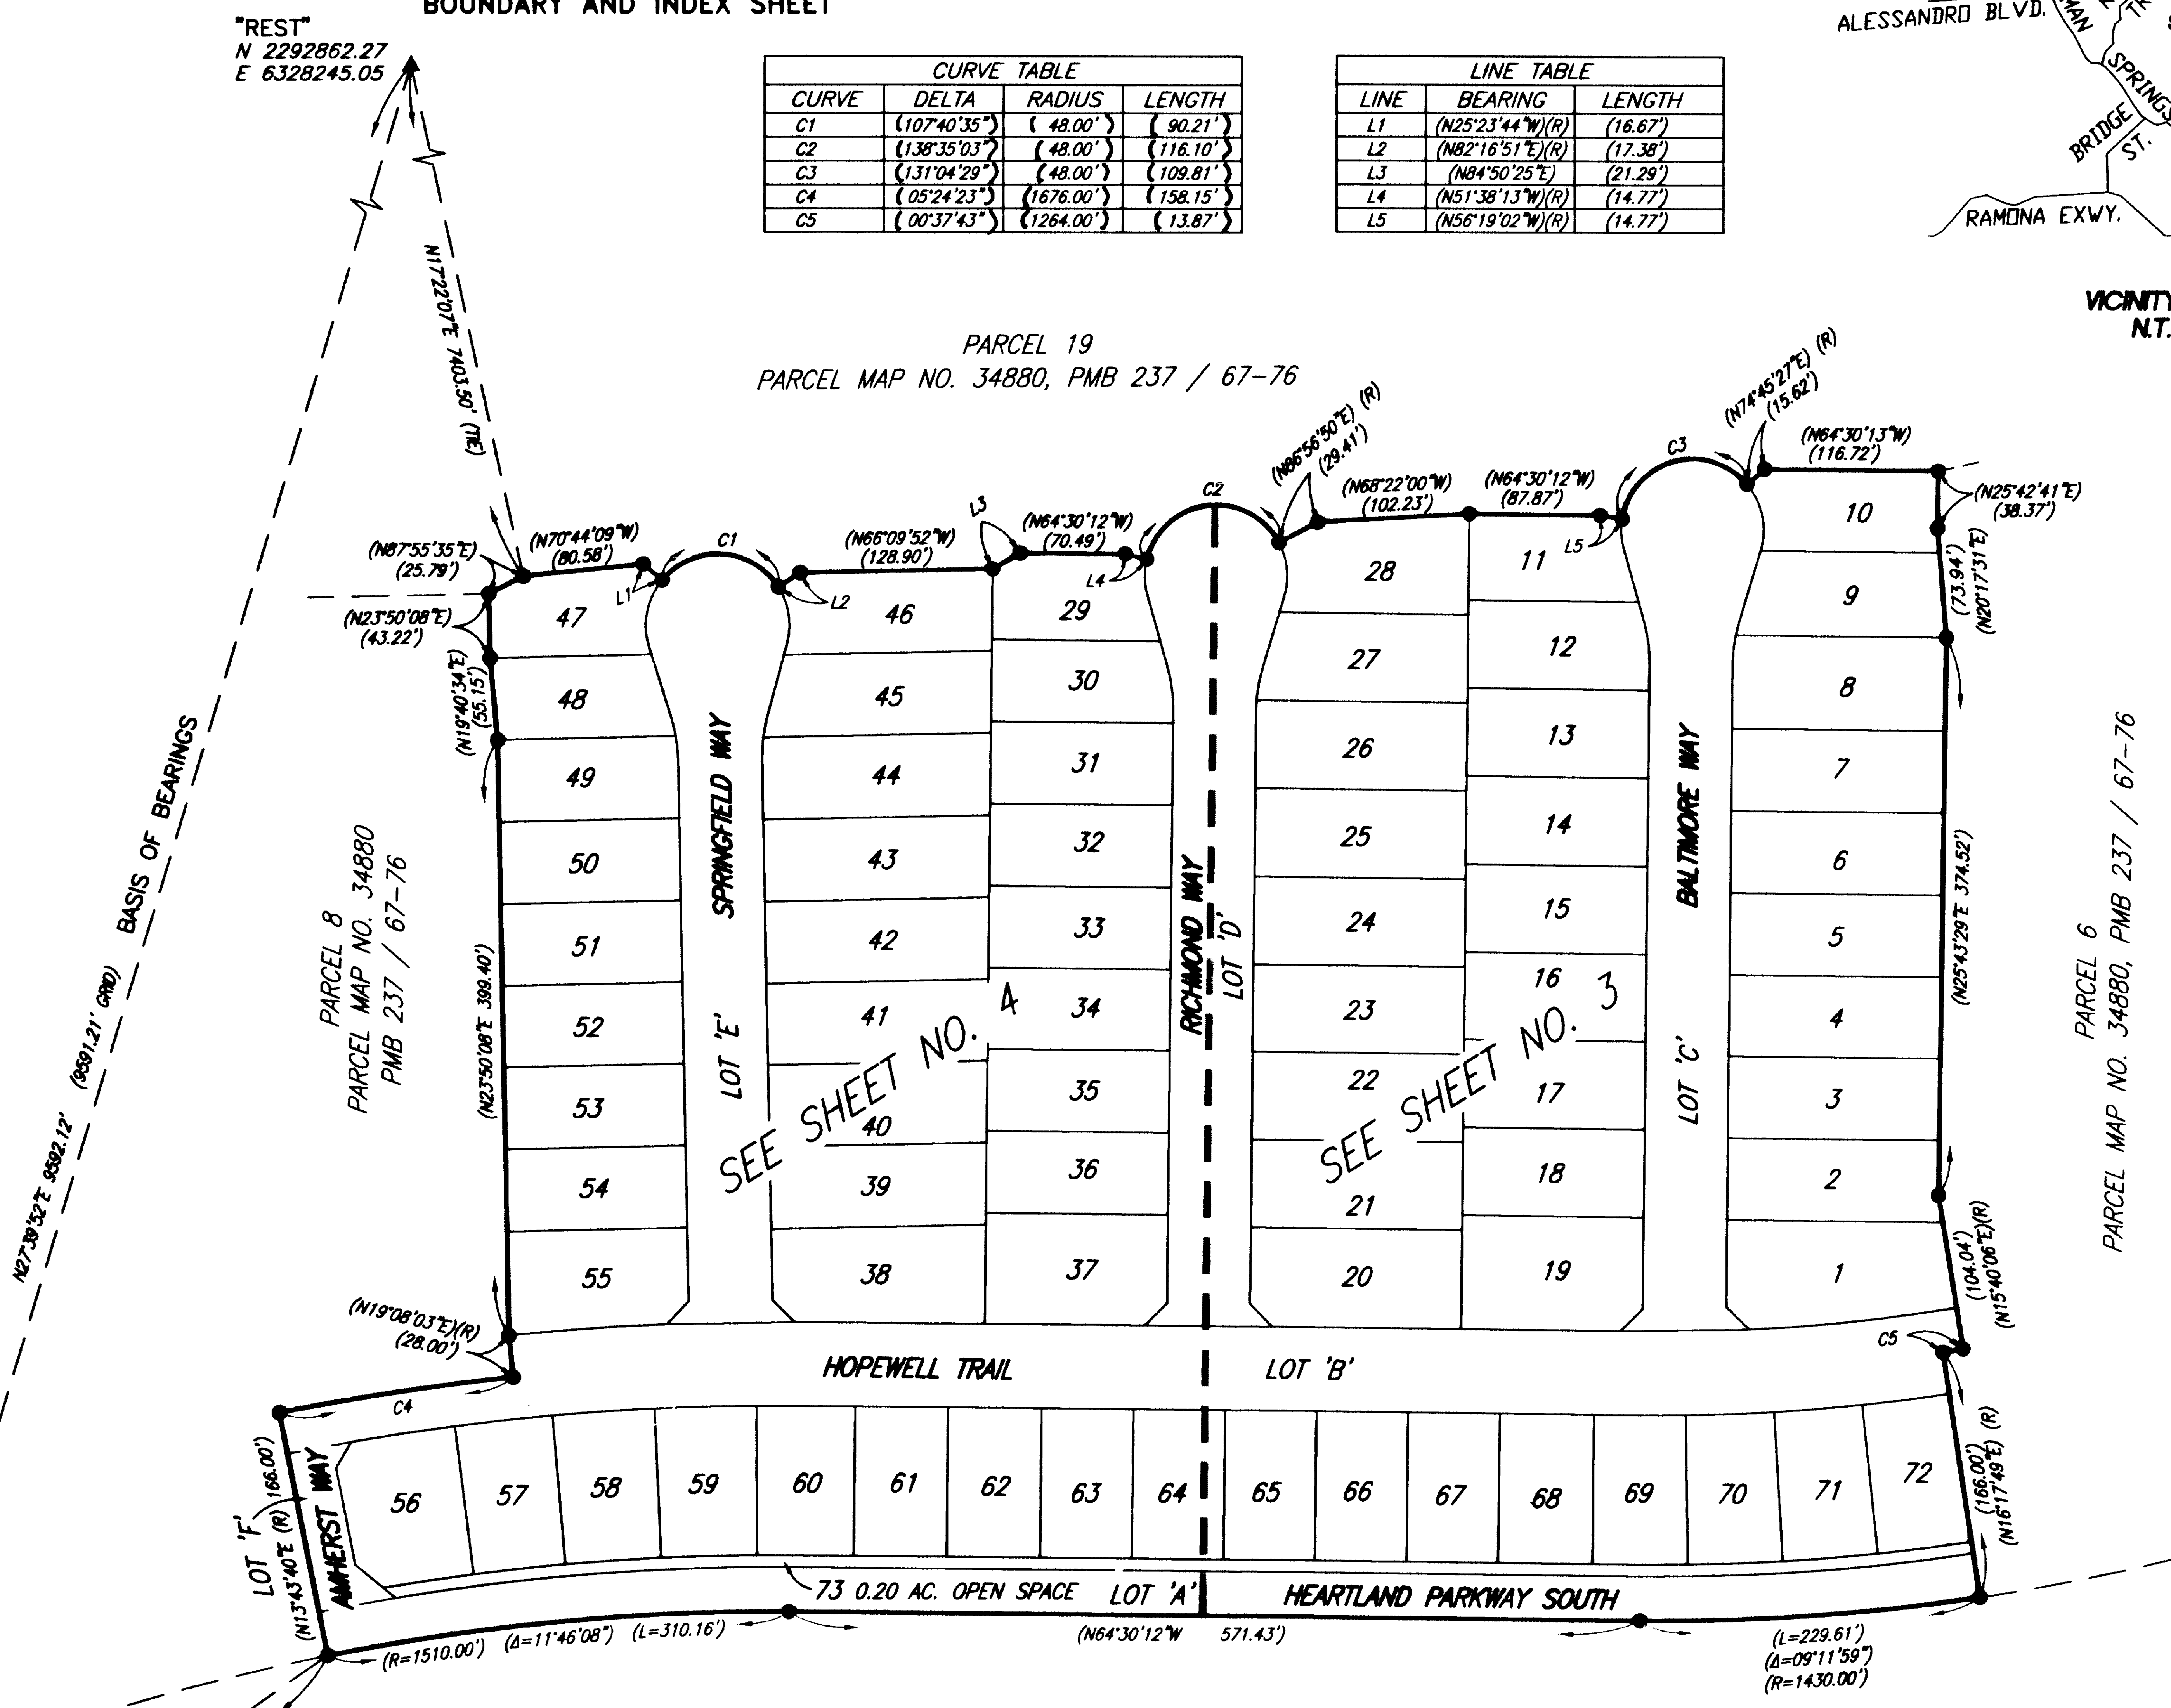 BOUNDARY AND INDEX SHEET
"REST"
N 2292862.27
E 6328245.05
CURVE TABLE
CURVE DELTA RADIUS LENGTH
C1 (107°40'35") (48.00') (90.21')
C2 (138°35'03") (48.00') (116.10')
C3 (131°04'29") (48.00') (109.81')
C4 (05°24'23") (1676.00') (158.15')
C5 (00°37'43") (1264.00') (13.87')
LINE TABLE
LINE BEARING LENGTH
L1 (N25°23'44"W)(R) (16.67')
L2 (N82°16'51"E)(R) (17.38')
L3 (N84°50'25"E) (21.29')
L4 (N51°38'13"W)(R) (14.77')
L5 (N56°19'02"W)(R) (14.77')
ALESSANDRO BLVD.
SPRINGS
BRIDGE
ST.
RAMONA EXWY.
VICINITY
N.T.
N17°22'07"E 7403.50' (TIE)
PARCEL 19
PARCEL MAP NO. 34880, PMB 237 / 67-76
(N87°55'35"E)
(25.79')
(N70°44'09"W)
(80.58')
C1
L1
L2
(N66°09'52"W)
(128.90')
L3
(N64°30'12"W)
(70.49')
L4
C2
(N86°56'50"E) (R)
(29.41')
(N68°22'00"W)
(102.23')
(N64°30'12"W)
(87.87')
L5
C3
(N74°45'27"E) (R)
(15.62')
(N64°30'13"W)
(116.72')
(N25°42'41"E)
(38.37')
(73.94')
(N20°17'31"E)
(N23°50'08"E)
(43.22')
(N19°40'34"E)
(55.15')
(N23°50'08"E 399.40')
(N25°43'29"E 374.52')
BASIS OF BEARINGS
N27°39'52"E 9592.12' (9591.21' GRID)
PARCEL 8
PARCEL MAP NO. 34880
PMB 237 / 67-76
PARCEL 6
PARCEL MAP NO. 34880, PMB 237 / 67-76
47
48
49
50
51
52
53
54
55
SPRINGFIELD WAY
LOT 'E'
46
45
44
43
42
41
40
39
38
SEE SHEET NO. 4
29
30
31
32
33
34
35
36
37
RICHMOND WAY
LOT 'D'
28
27
26
25
24
23
22
21
20
SEE SHEET NO. 3
11
12
13
14
15
16
17
18
19
BALTIMORE WAY
LOT 'C'
10
9
8
7
6
5
4
3
2
1
(104.04')
(N15°40'06"E)(R)
C5
(N19°08'03"E)(R)
(28.00')
HOPEWELL TRAIL LOT 'B'
C4
LOT 'F'
(N13°43'40"E (R) 166.00')
AMHERST WAY
56 57 58 59 60 61 62 63 64 65 66 67 68 69 70 71 72
(166.00')
(N16°17'49"E) (R)
73 0.20 AC. OPEN SPACE LOT 'A' HEARTLAND PARKWAY SOUTH
(R=1510.00') (Δ=11°46'08") (L=310.16')
(N64°30'12"W 571.43')
(L=229.61')
(Δ=09°11'59")
(R=1430.00')